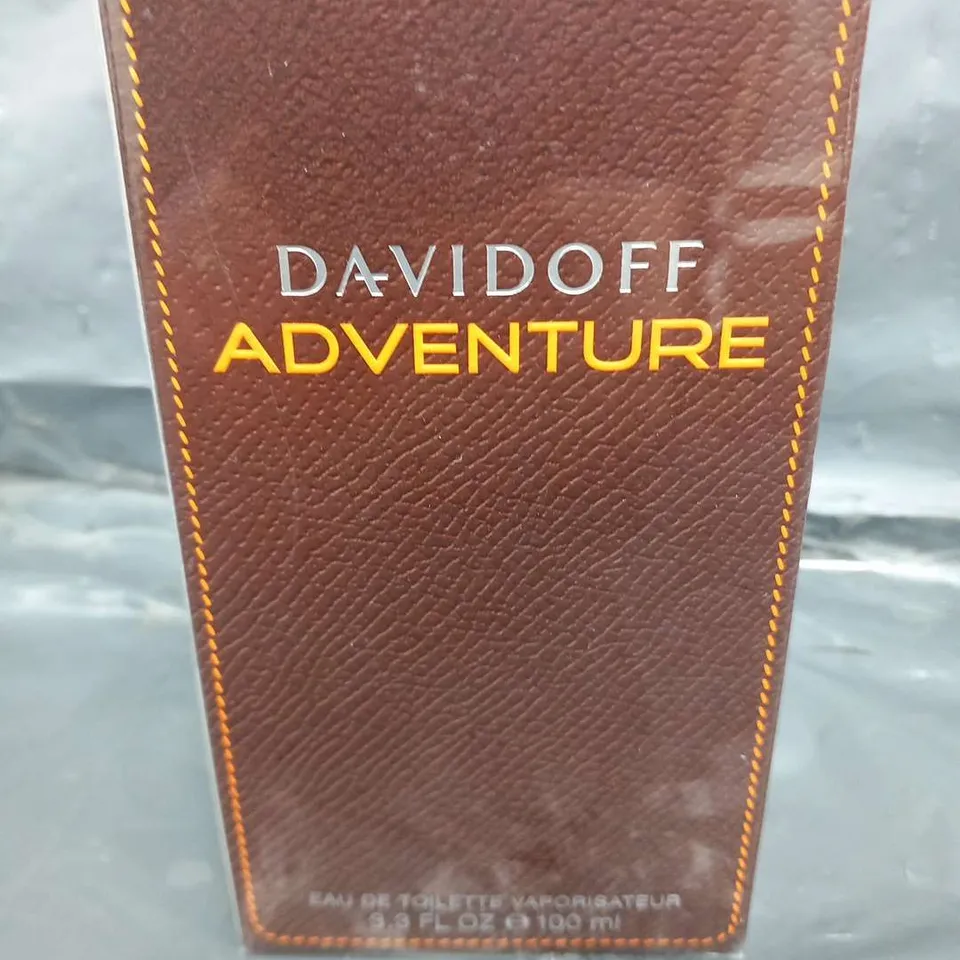 DAVIDOFF
ADVENTURE
EAU DE TOILETTE VAPORISATEUR
3.3 FL OZ ℮ 100 ml